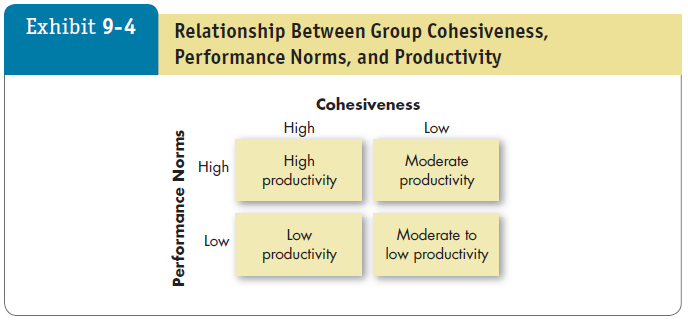 Exhibit 9-4
Relationship Between Group Cohesiveness,
Performance Norms, and Productivity
Cohesiveness
High
Low
Performance Norms
High
High
productivity
Moderate
productivity
Low
Low
productivity
Moderate to
low productivity